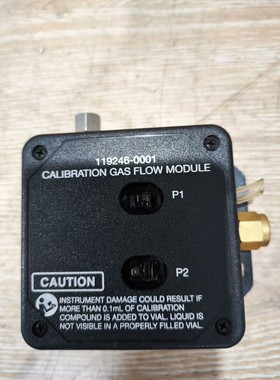 119246-0001
CALIBRATION GAS FLOW MODULE
P1
P2
CAUTION
INSTRUMENT DAMAGE COULD RESULT IF
MORE THAN 0.1mL OF CALIBRATION
COMPOUND IS ADDED TO VIAL. LIQUID IS
NOT VISIBLE IN A PROPERLY FILLED VIAL.